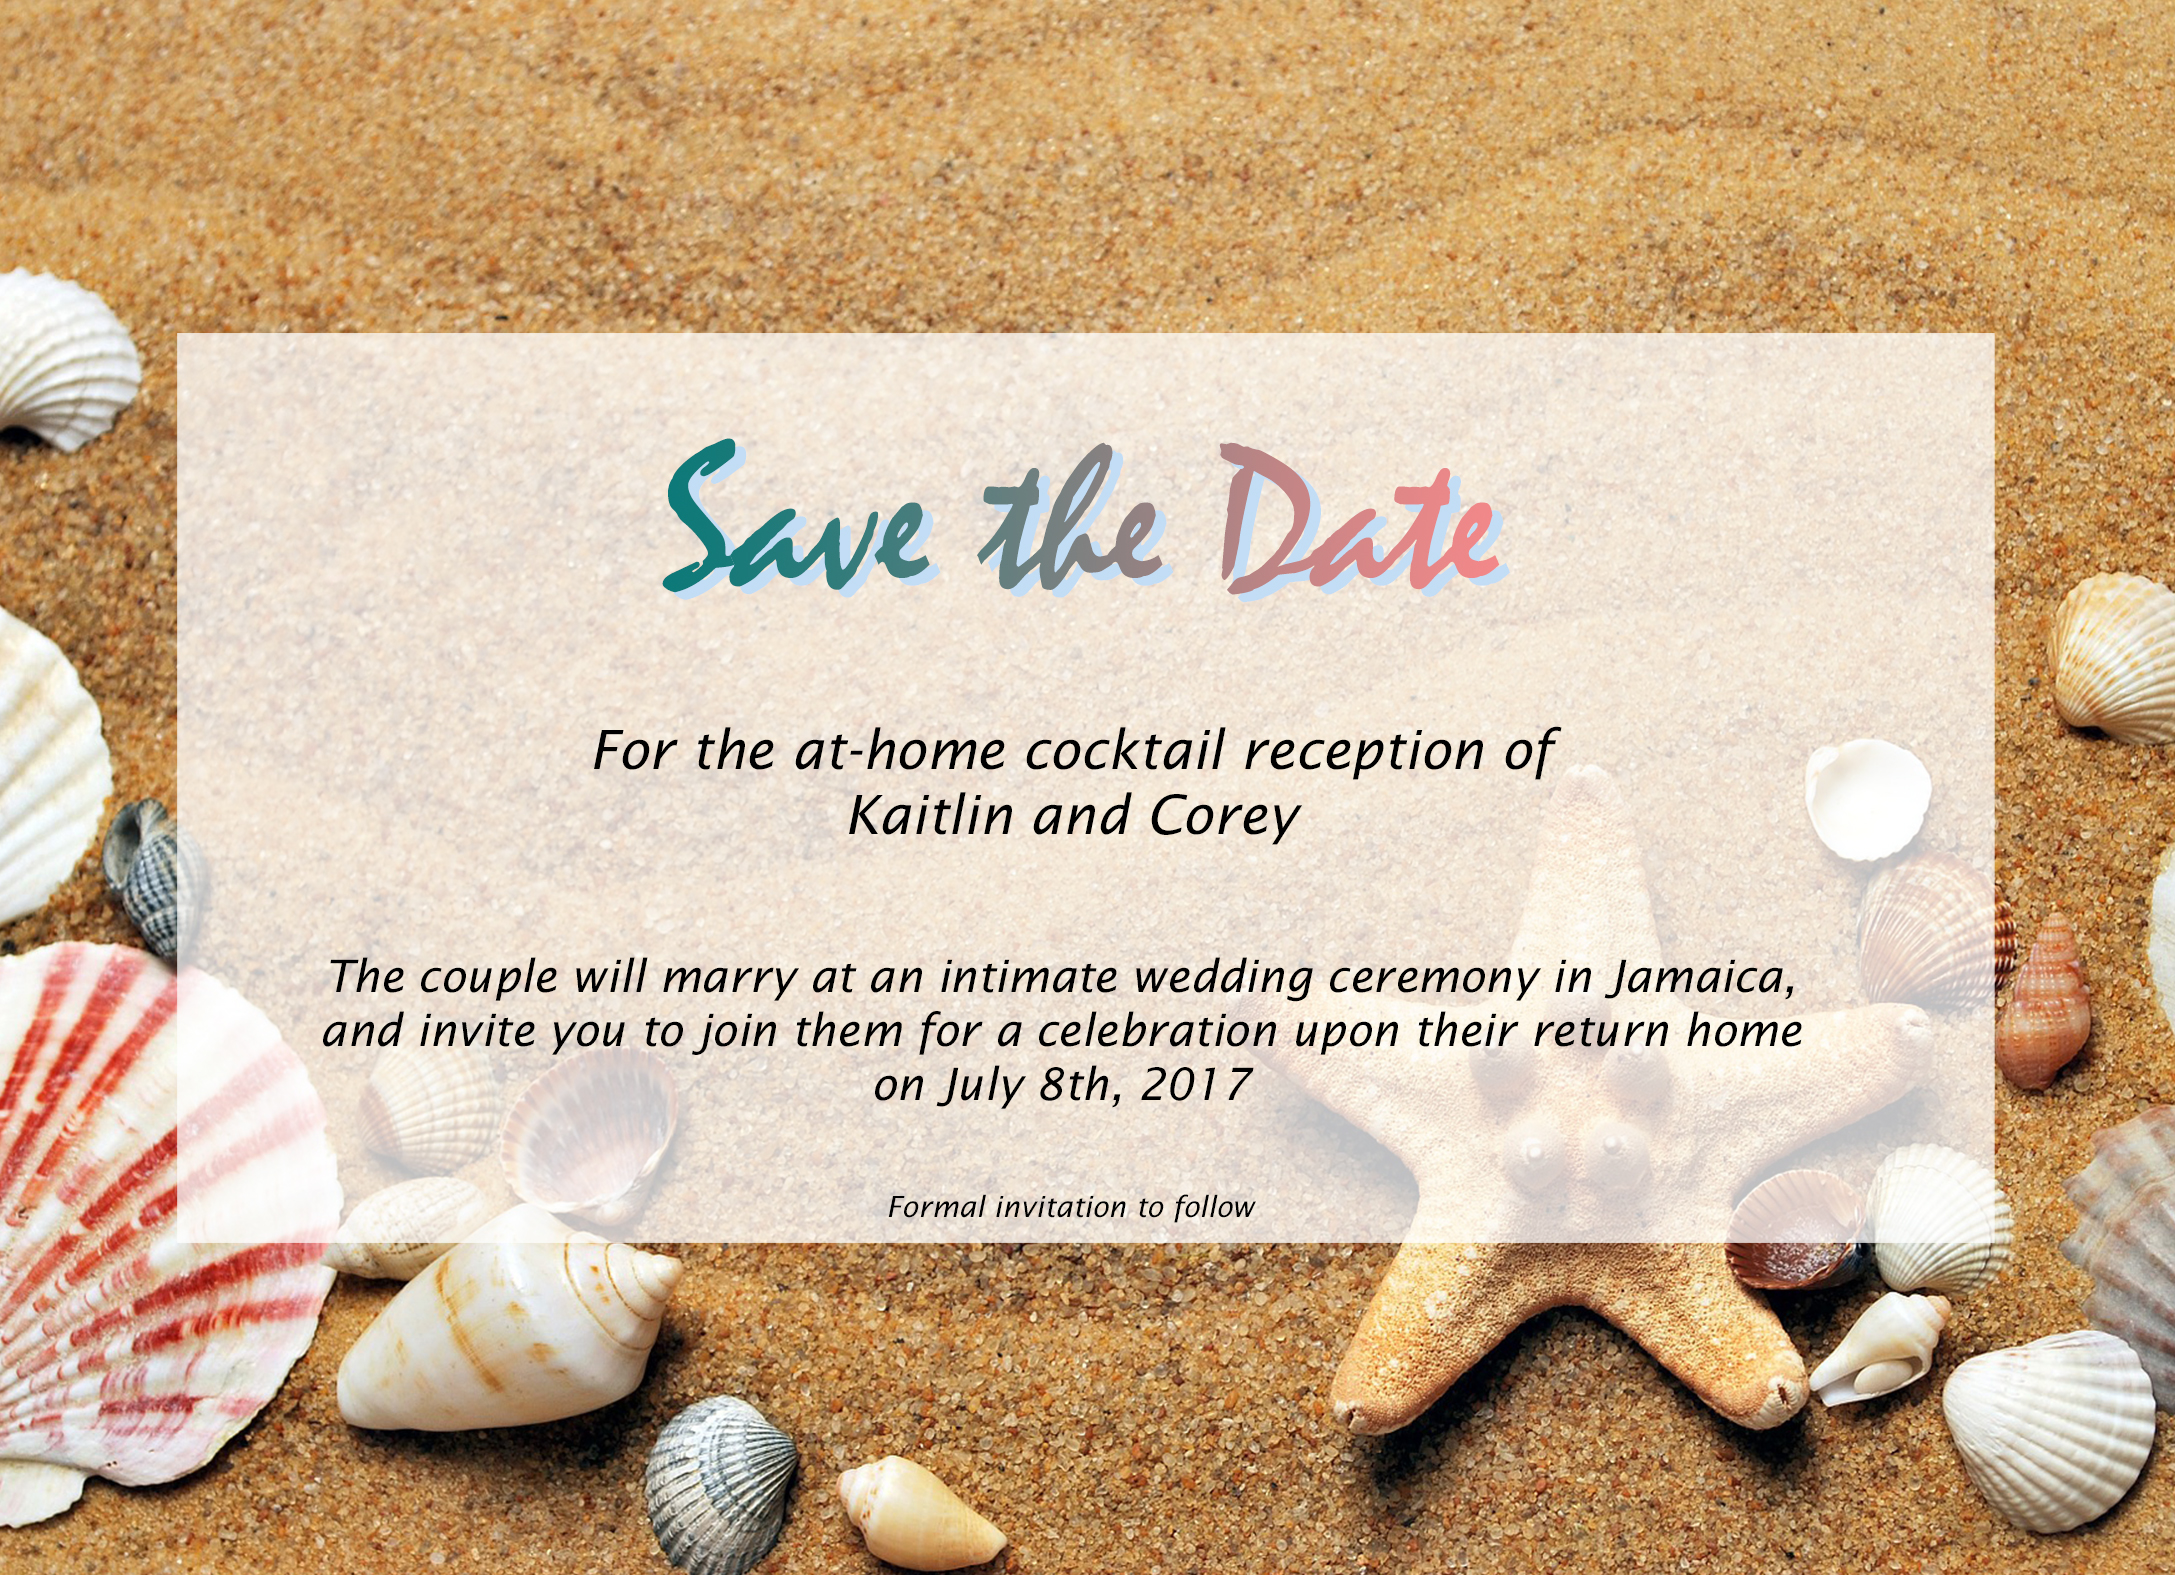 Save the Date
For the at-home cocktail reception of
Kaitlin and Corey
The couple will marry at an intimate wedding ceremony in Jamaica,
and invite you to join them for a celebration upon their return home
on July 8th, 2017
Formal invitation to follow